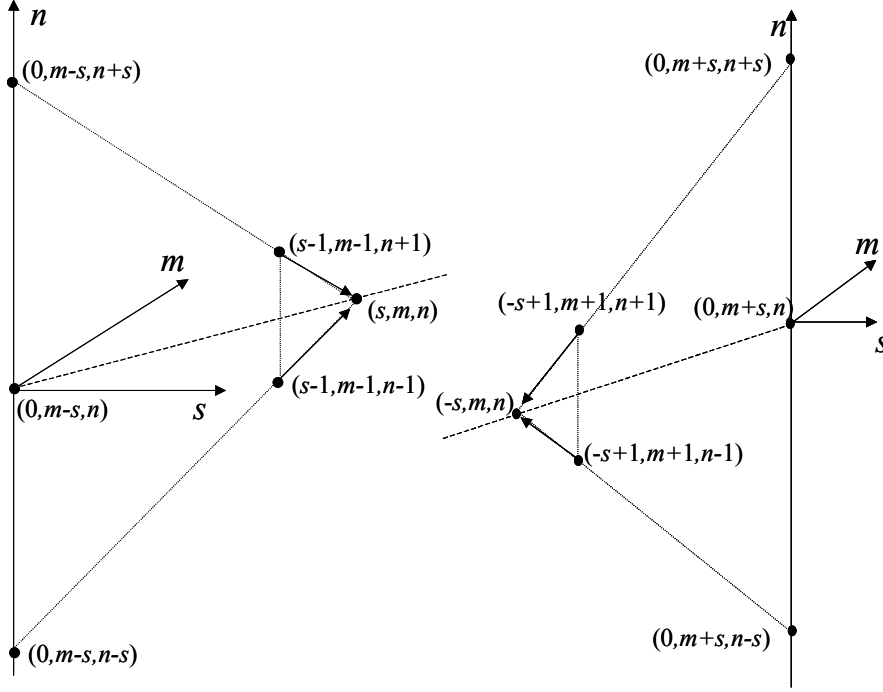 n
(0,m-s,n+s)
(s-1,m-1,n+1)
m
(s,m,n)
(s-1,m-1,n-1)
(0,m-s,n)
s
(0,m-s,n-s)
n
(0,m+s,n+s)
m
(-s+1,m+1,n+1)
(0,m+s,n)
s
(-s,m,n)
(-s+1,m+1,n-1)
(0,m+s,n-s)